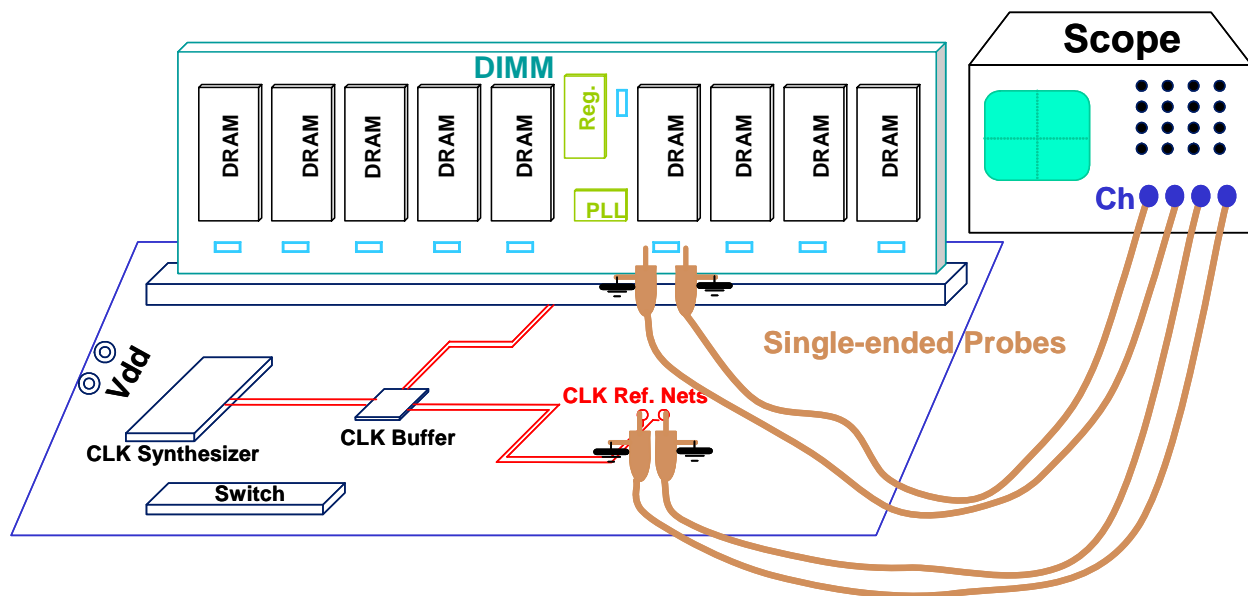 Scope
DIMM
DRAM
DRAM
DRAM
DRAM
DRAM
Reg.
PLL
DRAM
DRAM
DRAM
DRAM
Ch
Single-ended Probes
Vdd
CLK Ref. Nets
CLK Buffer
CLK Synthesizer
Switch